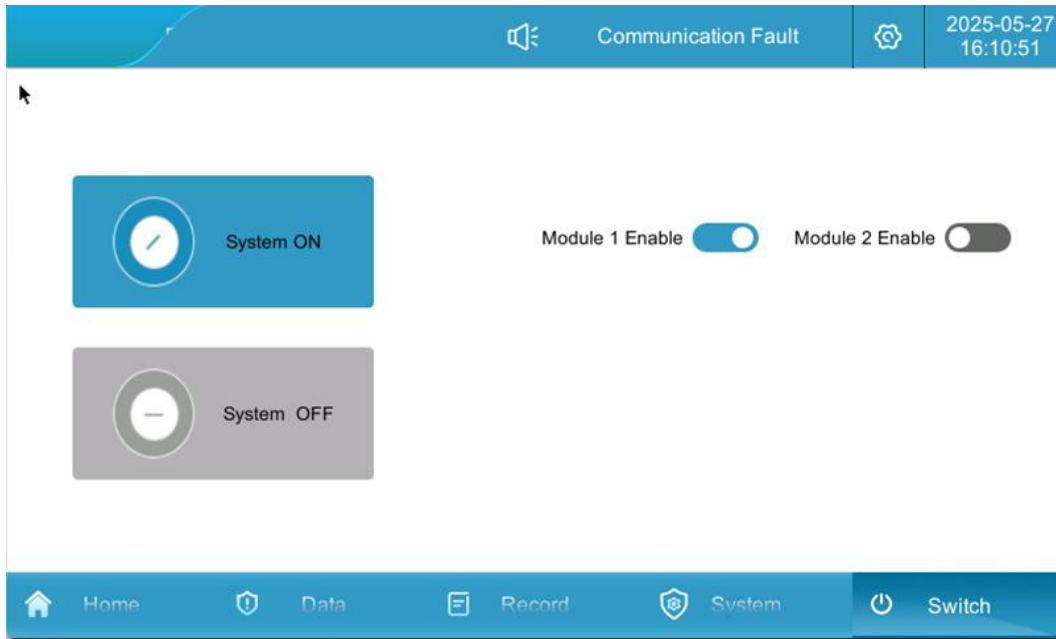 Communication Fault
2025-05-27
16:10:51
System ON
Module 1 Enable
Module 2 Enable
System OFF
Home
Data
Record
System
Switch